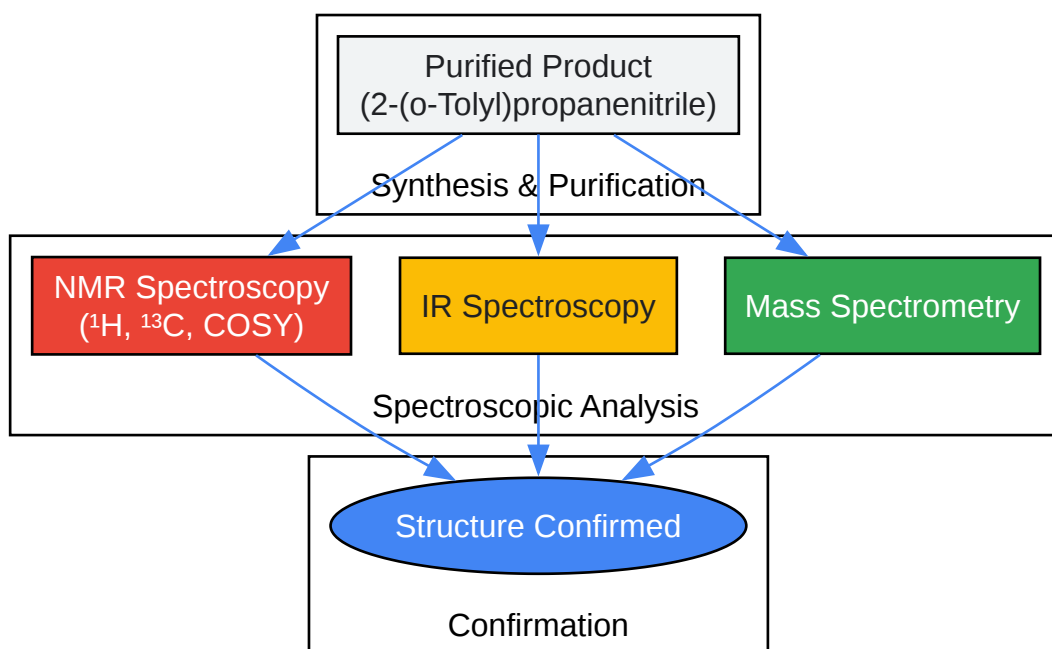 Purified Product
(2-(o-Tolyl)propanenitrile)
Synthesis & Purification
NMR Spectroscopy
(¹H, ¹³C, COSY)
IR Spectroscopy
Mass Spectrometry
Spectroscopic Analysis
Structure Confirmed
Confirmation